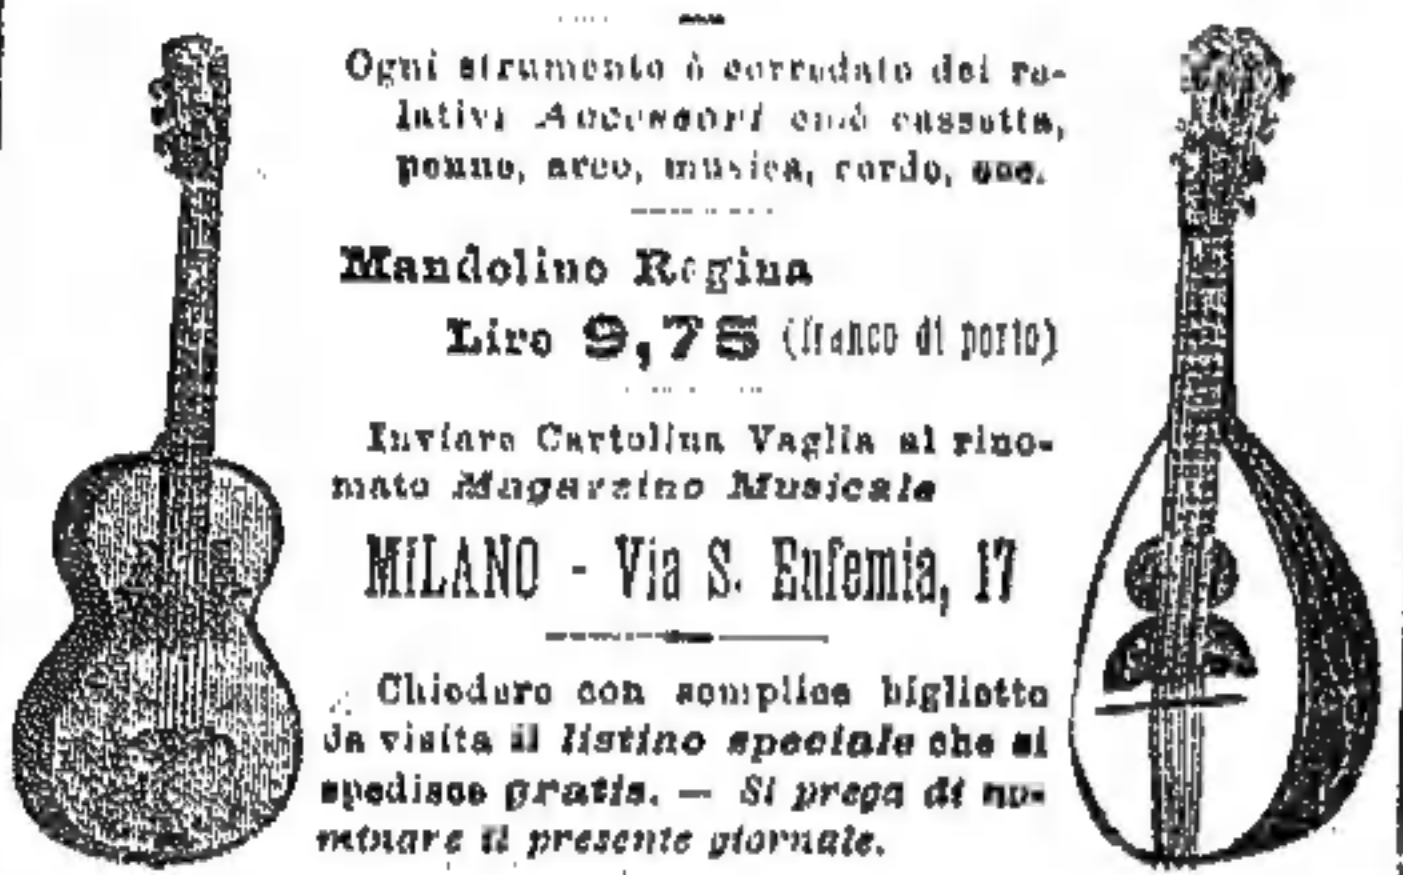 Ogni strumento è corredato dei re-
lativi Accessori cioè cassetta,
penne, arco, musica, corde, ecc.
Mandolino Regina
Lire 9,75 (franco di porto)
Inviare Cartolina Vaglia al rino-
mato Magazzino Musicale
MILANO - Via S. Eufemia, 17
Chiedere con semplice biglietto
da visita il listino speciale che si
spedisce gratis. — Si prega di no-
minare il presente giornale.